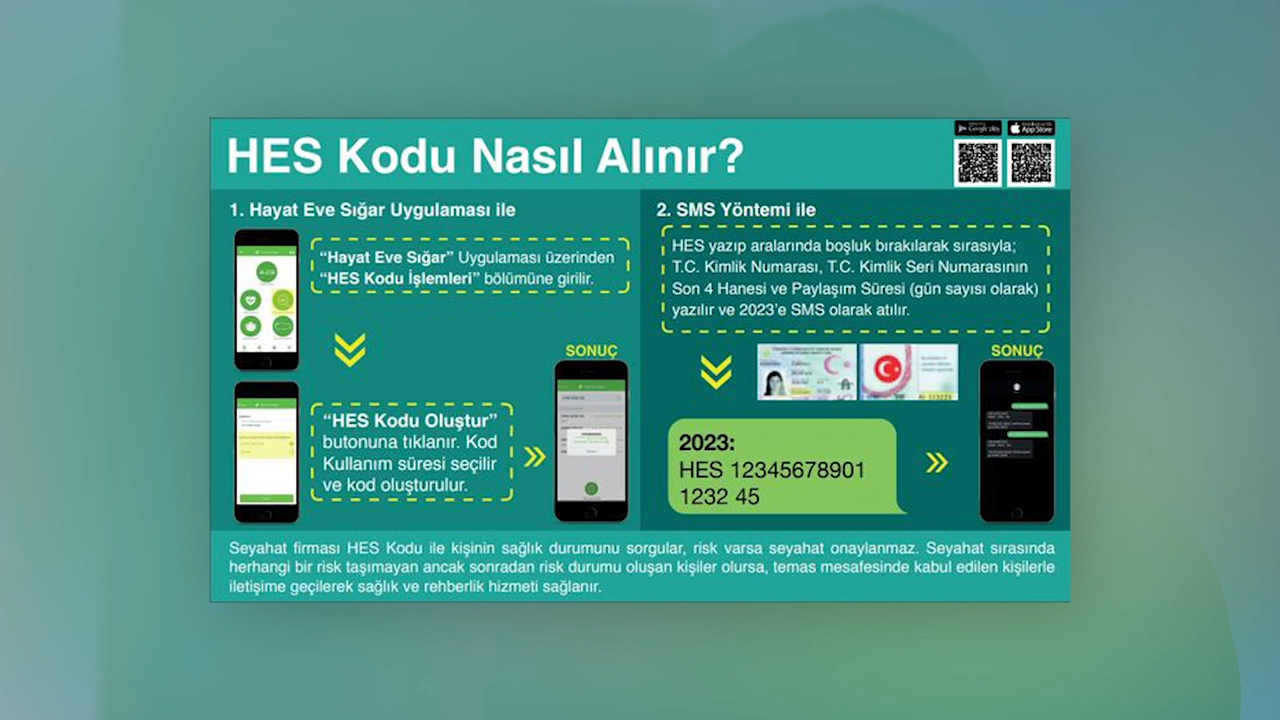 HES Kodu Nasıl Alınır?
Google play
App Store
1. Hayat Eve Sığar Uygulaması ile
“Hayat Eve Sığar” Uygulaması üzerinden
“HES Kodu İşlemleri” bölümüne girilir.
“HES Kodu Oluştur”
butonuna tıklanır. Kod
Kullanım süresi seçilir
ve kod oluşturulur.
SONUÇ
2. SMS Yöntemi ile
HES yazıp aralarında boşluk bırakılarak sırasıyla;
T.C. Kimlik Numarası, T.C. Kimlik Seri Numarasının
Son 4 Hanesi ve Paylaşım Süresi (gün sayısı olarak)
yazılır ve 2023’e SMS olarak atılır.
SONUÇ
2023:
HES 12345678901
1232 45
Seyahat firması HES Kodu ile kişinin sağlık durumunu sorgular, risk varsa seyahat onaylanmaz. Seyahat sırasında
herhangi bir risk taşımayan ancak sonradan risk durumu oluşan kişiler olursa, temas mesafesinde kabul edilen kişilerle
iletişime geçilerek sağlık ve rehberlik hizmeti sağlanır.